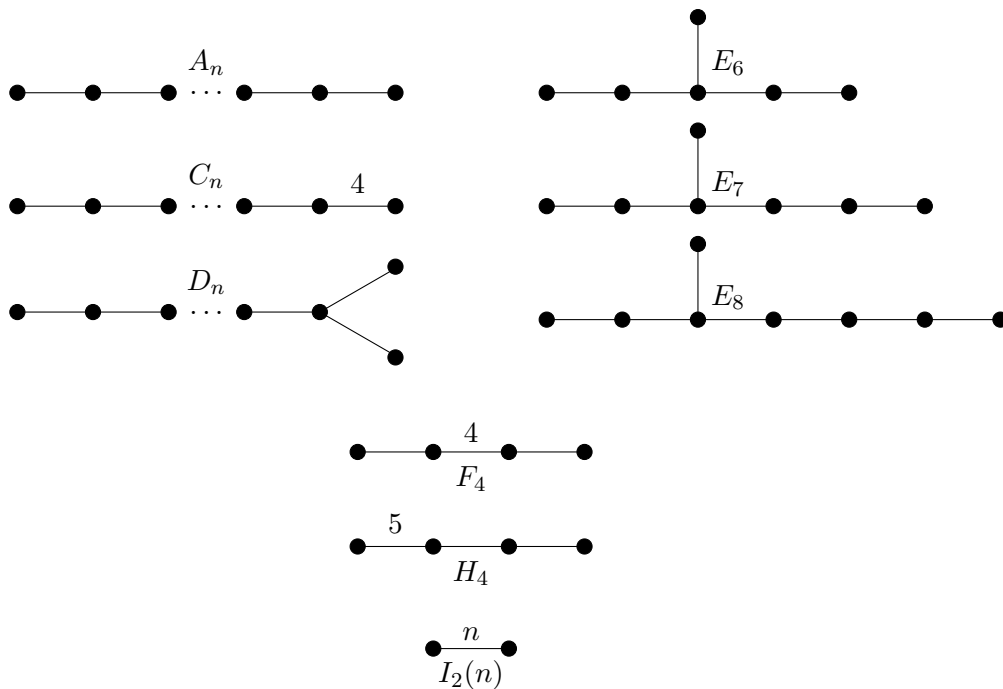 A_n
· · ·
E_6
C_n
· · ·
4
E_7
D_n
· · ·
E_8
4
F_4
5
H_4
n
I_2(n)